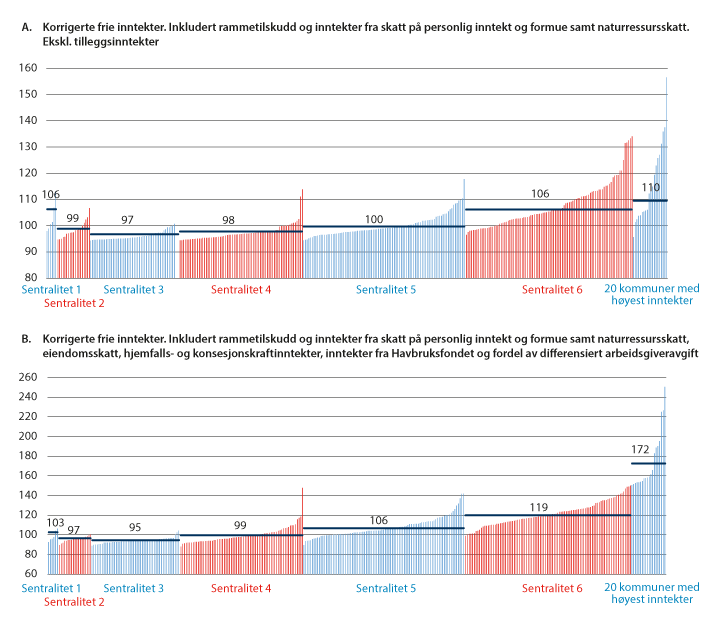 A. Korrigerte frie inntekter. Inkludert rammetilskudd og inntekter fra skatt på personlig inntekt og formue samt naturressursskatt.
Ekskl. tilleggsinntekter
160
150
140
130
120
110
100
90
80
106
99
97
98
100
106
110
Sentralitet 1
Sentralitet 2
Sentralitet 3
Sentralitet 4
Sentralitet 5
Sentralitet 6
20 kommuner med
høyest inntekter
B. Korrigerte frie inntekter. Inkludert rammetilskudd og inntekter fra skatt på personlig inntekt og formue samt naturressursskatt,
eiendomsskatt, hjemfalls- og konsesjonskraftinntekter, inntekter fra Havbruksfondet og fordel av differensiert arbeidsgiveravgift
260
240
220
200
180
160
140
120
100
80
60
103
97
95
99
106
119
172
Sentralitet 1
Sentralitet 2
Sentralitet 3
Sentralitet 4
Sentralitet 5
Sentralitet 6
20 kommuner med
høyest inntekter